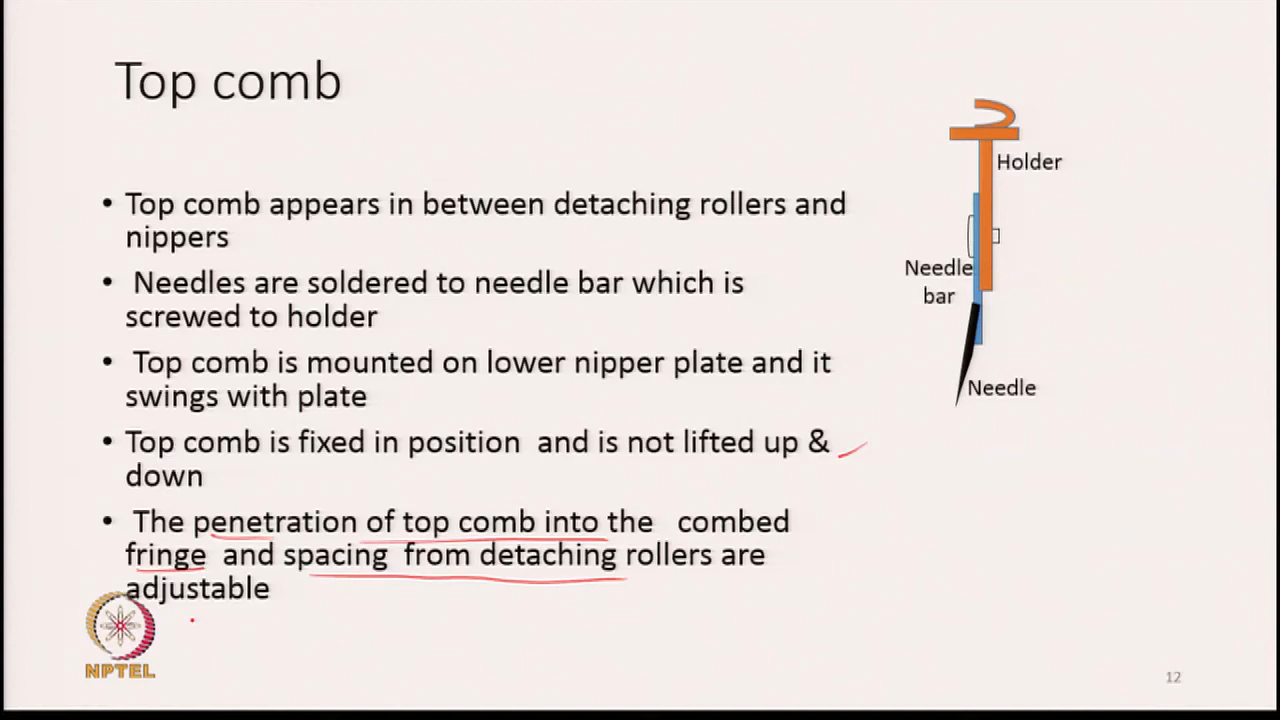 Top comb
• Top comb appears in between detaching rollers and
nippers
• Needles are soldered to needle bar which is
screwed to holder
• Top comb is mounted on lower nipper plate and it
swings with plate
• Top comb is fixed in position and is not lifted up &
down
• The penetration of top comb into the combed
fringe and spacing from detaching rollers are
adjustable
Holder
Needle
bar
Needle
NPTEL
12